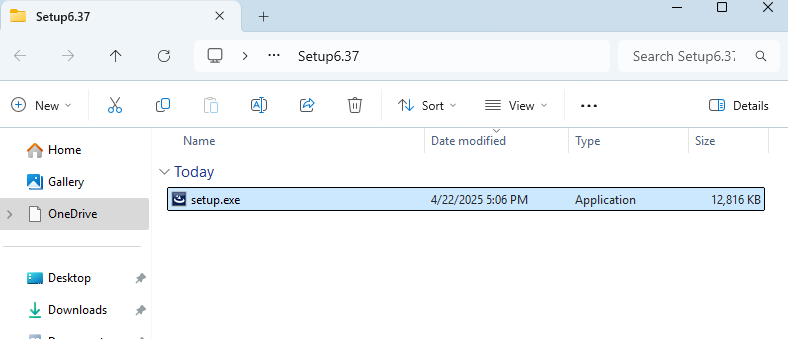 Setup6.37
Setup6.37
Search Setup6.37
New
Sort
View
Details
Name
Date modified
Type
Size
Home
Gallery
OneDrive
Desktop
Downloads
Today
setup.exe
4/22/2025 5:06 PM
Application
12,816 KB